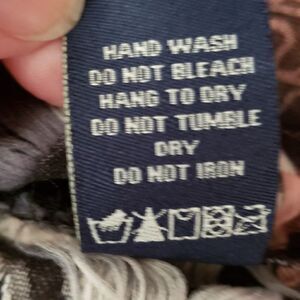 HAND WASH
DO NOT BLEACH
HANG TO DRY
DO NOT TUMBLE
DRY
DO NOT IRON